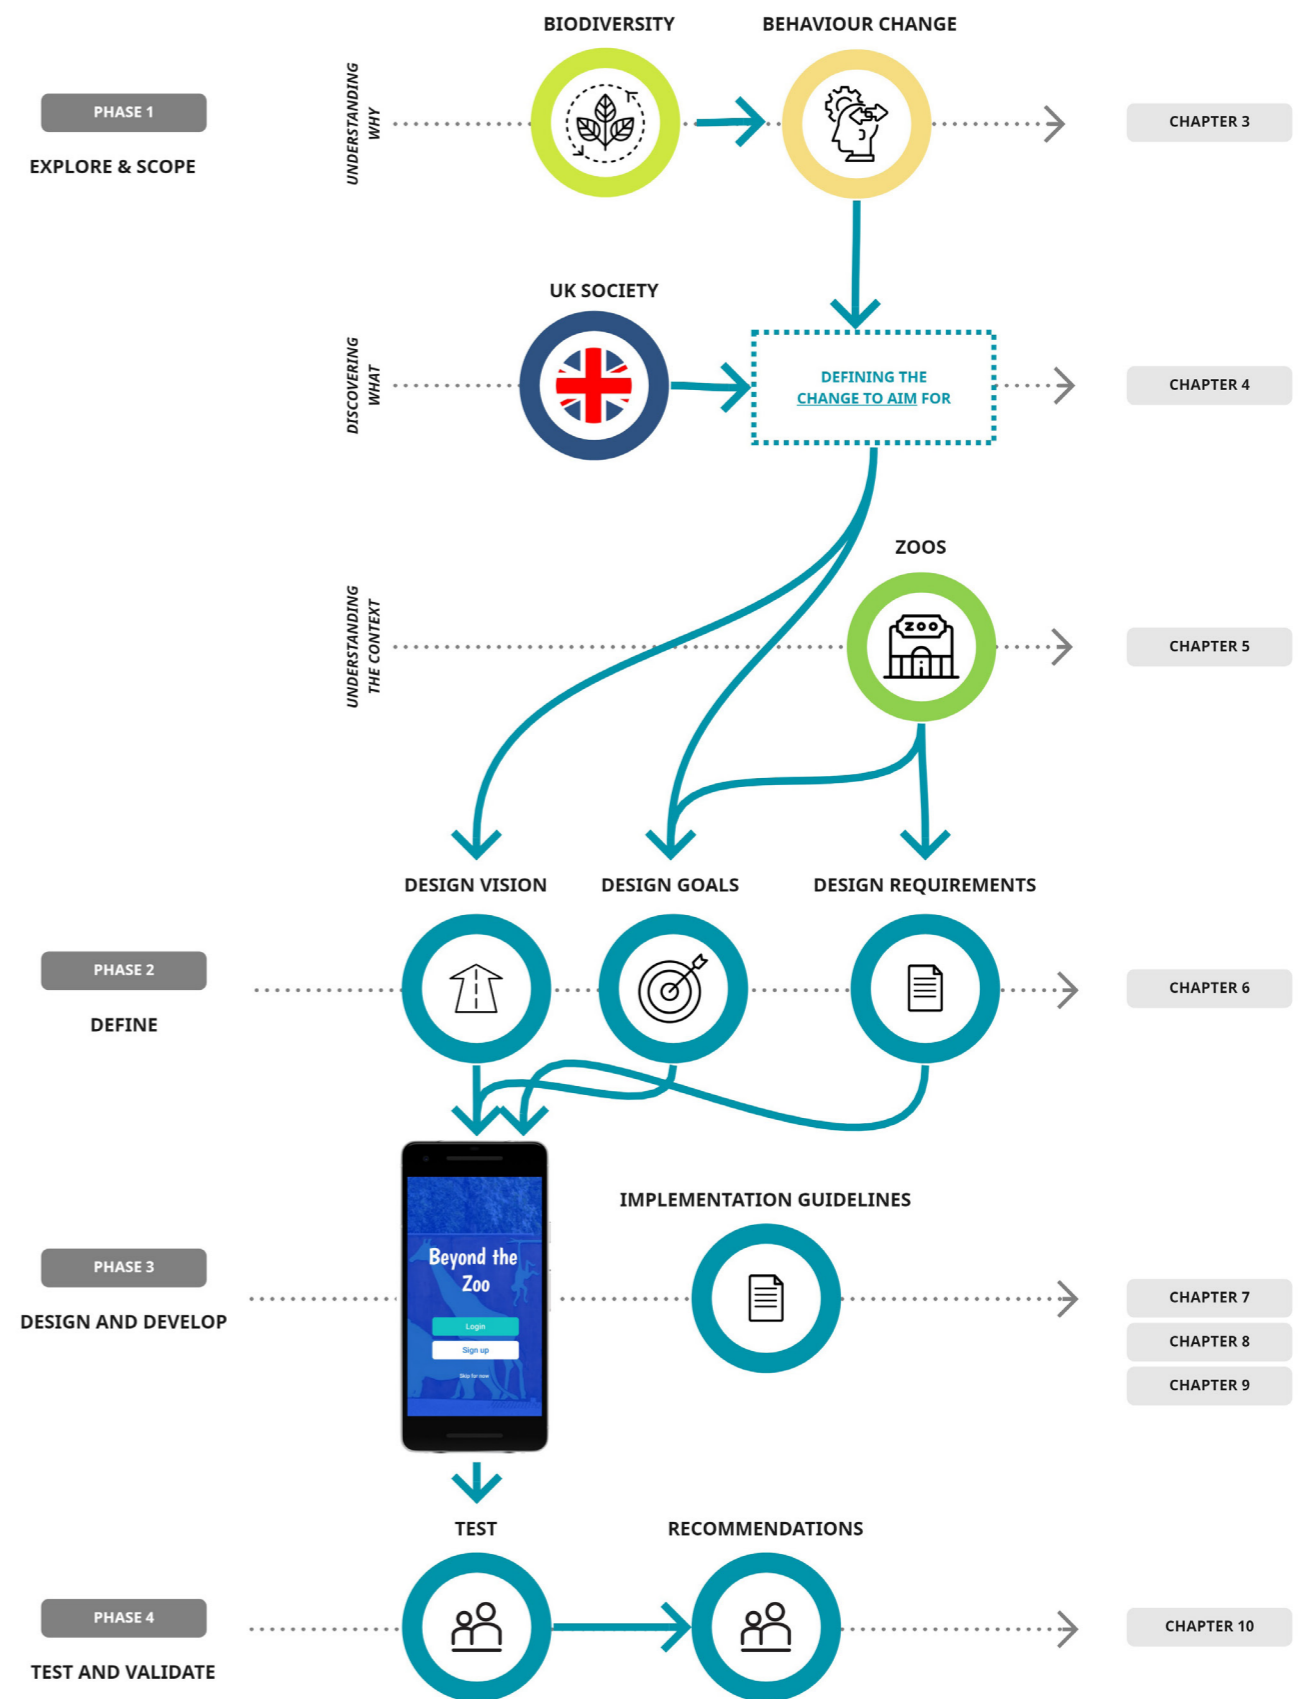 BIODIVERSITY
BEHAVIOUR CHANGE
PHASE 1
EXPLORE & SCOPE
UNDERSTANDING
WHY
CHAPTER 3
UK SOCIETY
DISCOVERING
WHAT
DEFINING THE
CHANGE TO AIM FOR
CHAPTER 4
ZOOS
UNDERSTANDING
THE CONTEXT
ZOO
CHAPTER 5
DESIGN VISION
DESIGN GOALS
DESIGN REQUIREMENTS
PHASE 2
DEFINE
CHAPTER 6
IMPLEMENTATION GUIDELINES
PHASE 3
DESIGN AND DEVELOP
Beyond the
Zoo
Login
Sign up
Skip for now
CHAPTER 7
CHAPTER 8
CHAPTER 9
TEST
RECOMMENDATIONS
PHASE 4
TEST AND VALIDATE
CHAPTER 10